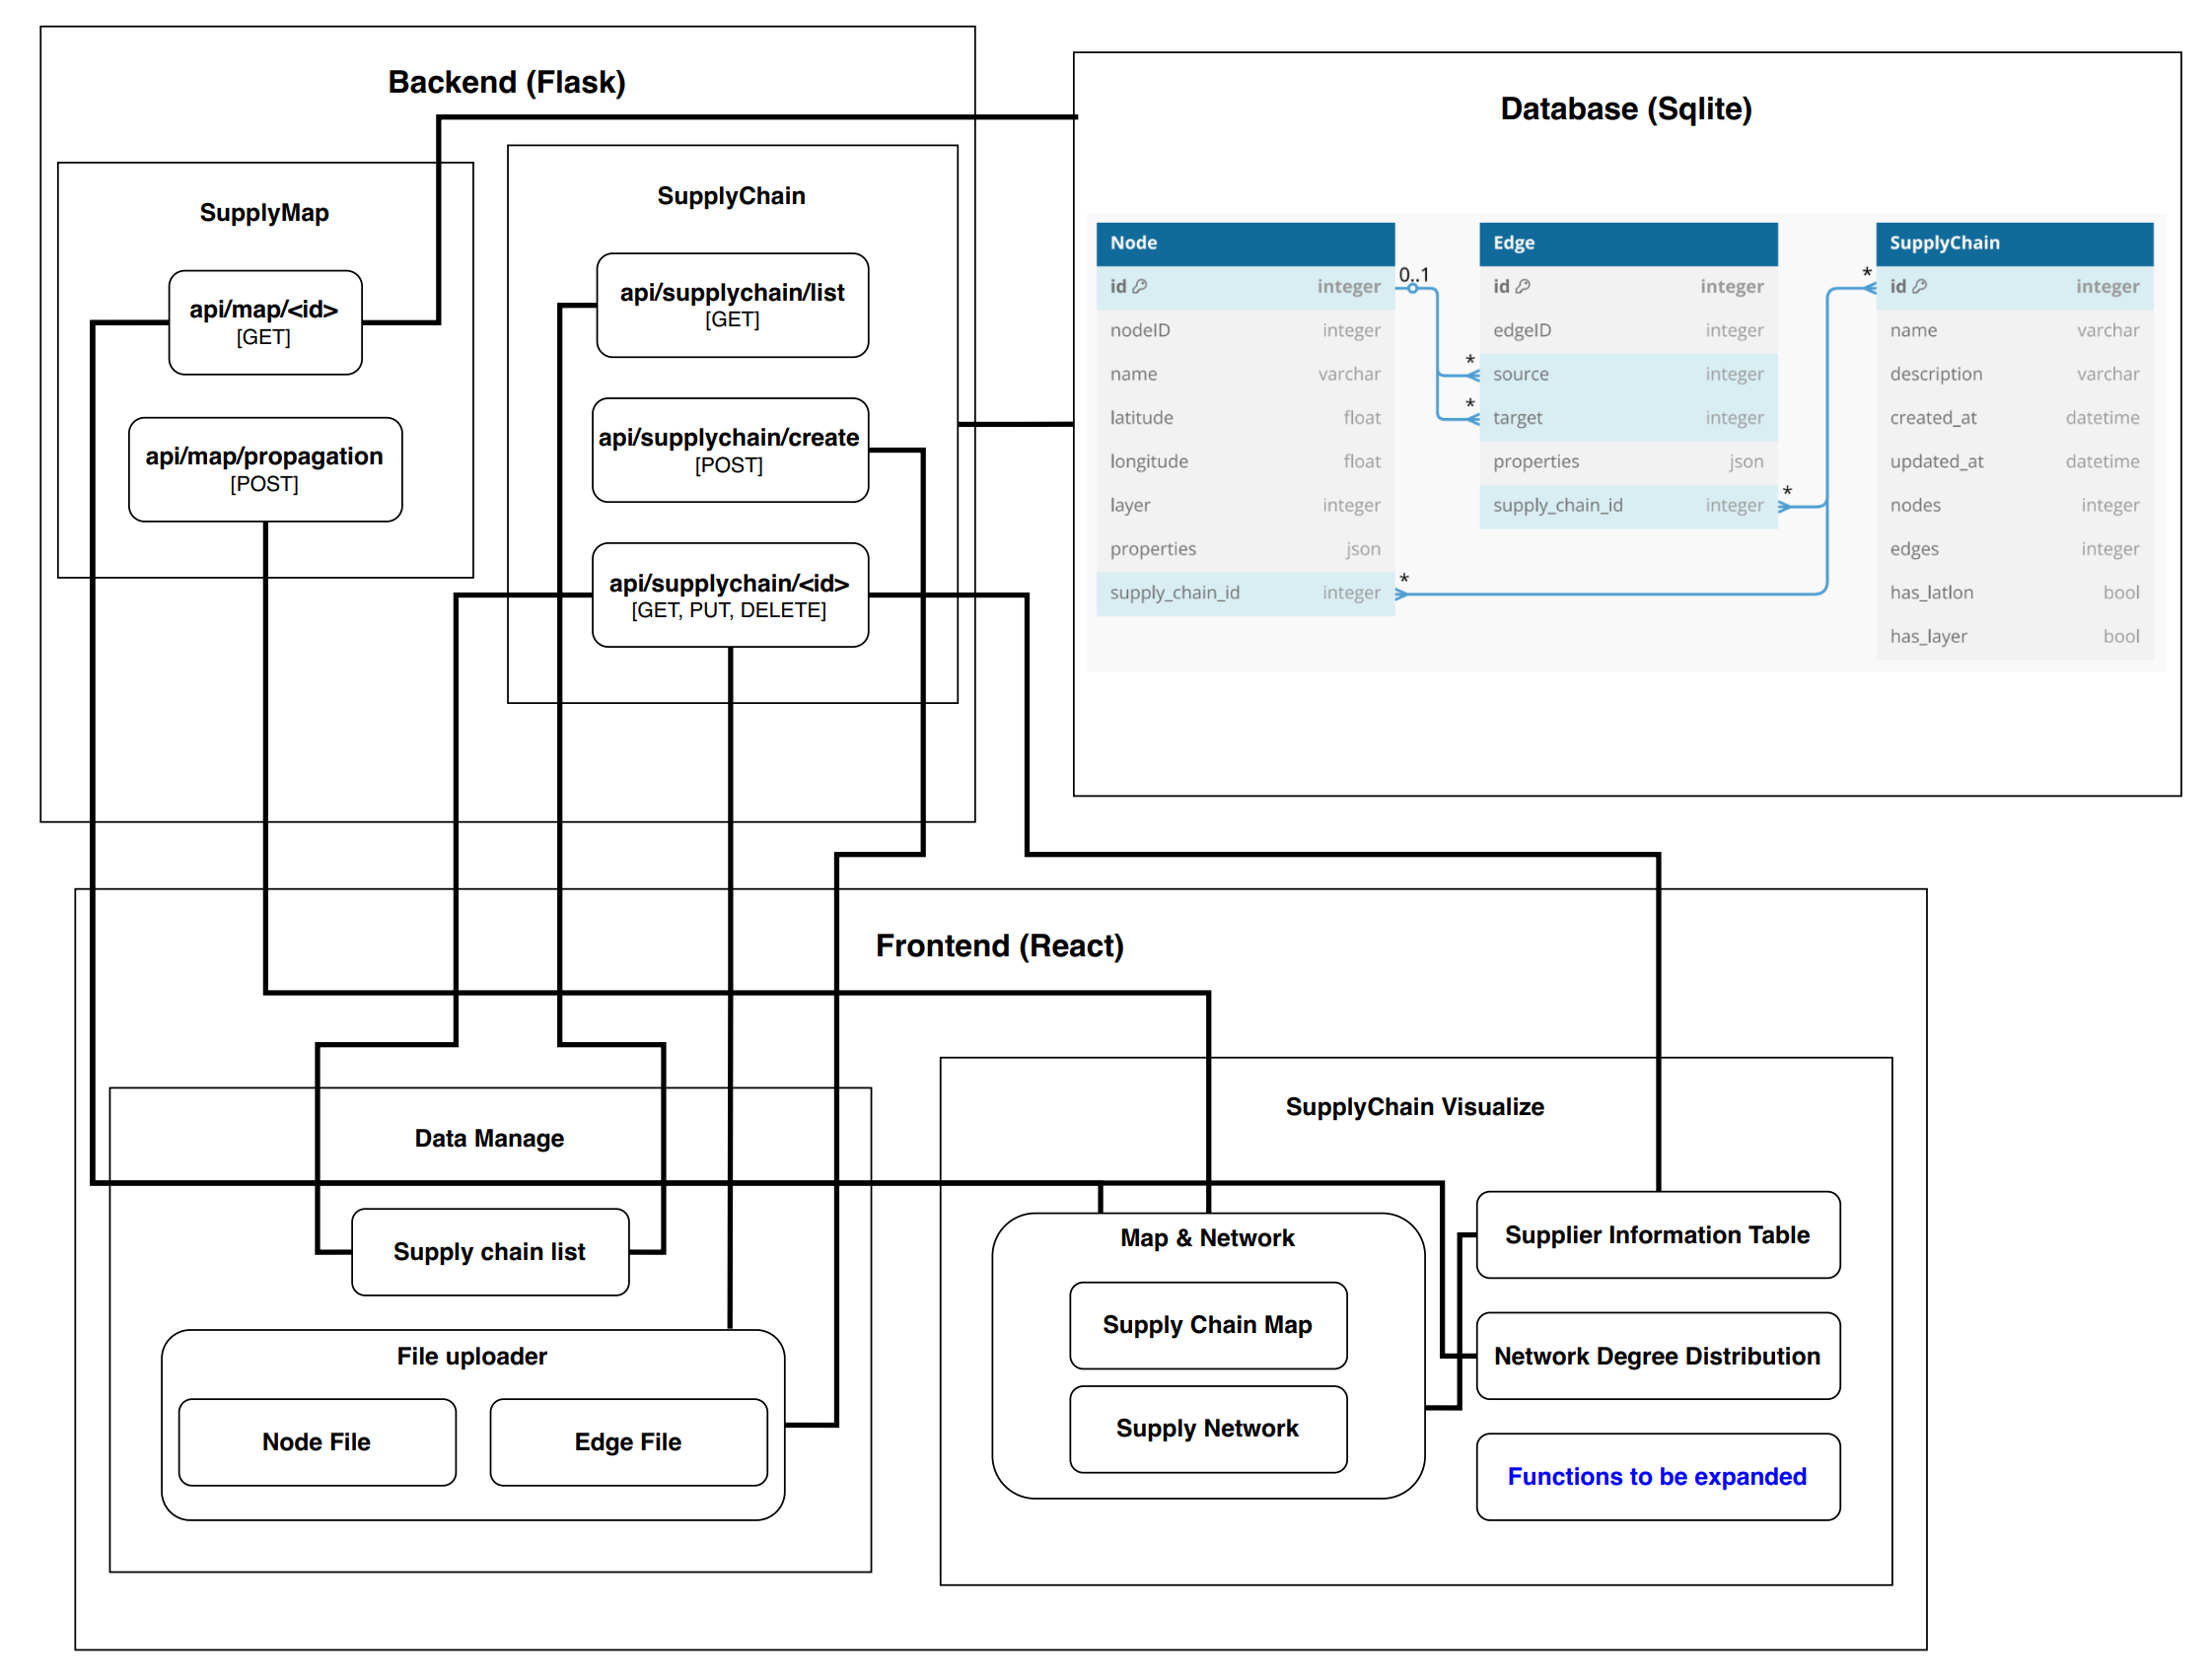 Backend (Flask)
SupplyMap
api/map/<id>
[GET]
api/map/propagation
[POST]
SupplyChain
api/supplychain/list
[GET]
api/supplychain/create
[POST]
api/supplychain/<id>
[GET, PUT, DELETE]
Database (Sqlite)
Node
id integer
nodeID integer
name varchar
latitude float
longitude float
layer integer
properties json
supply_chain_id integer
0..1
*
*
*
*
*
Edge
id integer
edgeID integer
source integer
target integer
properties json
supply_chain_id integer
SupplyChain
id integer
name varchar
description varchar
created_at datetime
updated_at datetime
nodes integer
edges integer
has_latlon bool
has_layer bool
Frontend (React)
Data Manage
Supply chain list
File uploader
Node File
Edge File
SupplyChain Visualize
Map & Network
Supply Chain Map
Supply Network
Supplier Information Table
Network Degree Distribution
Functions to be expanded